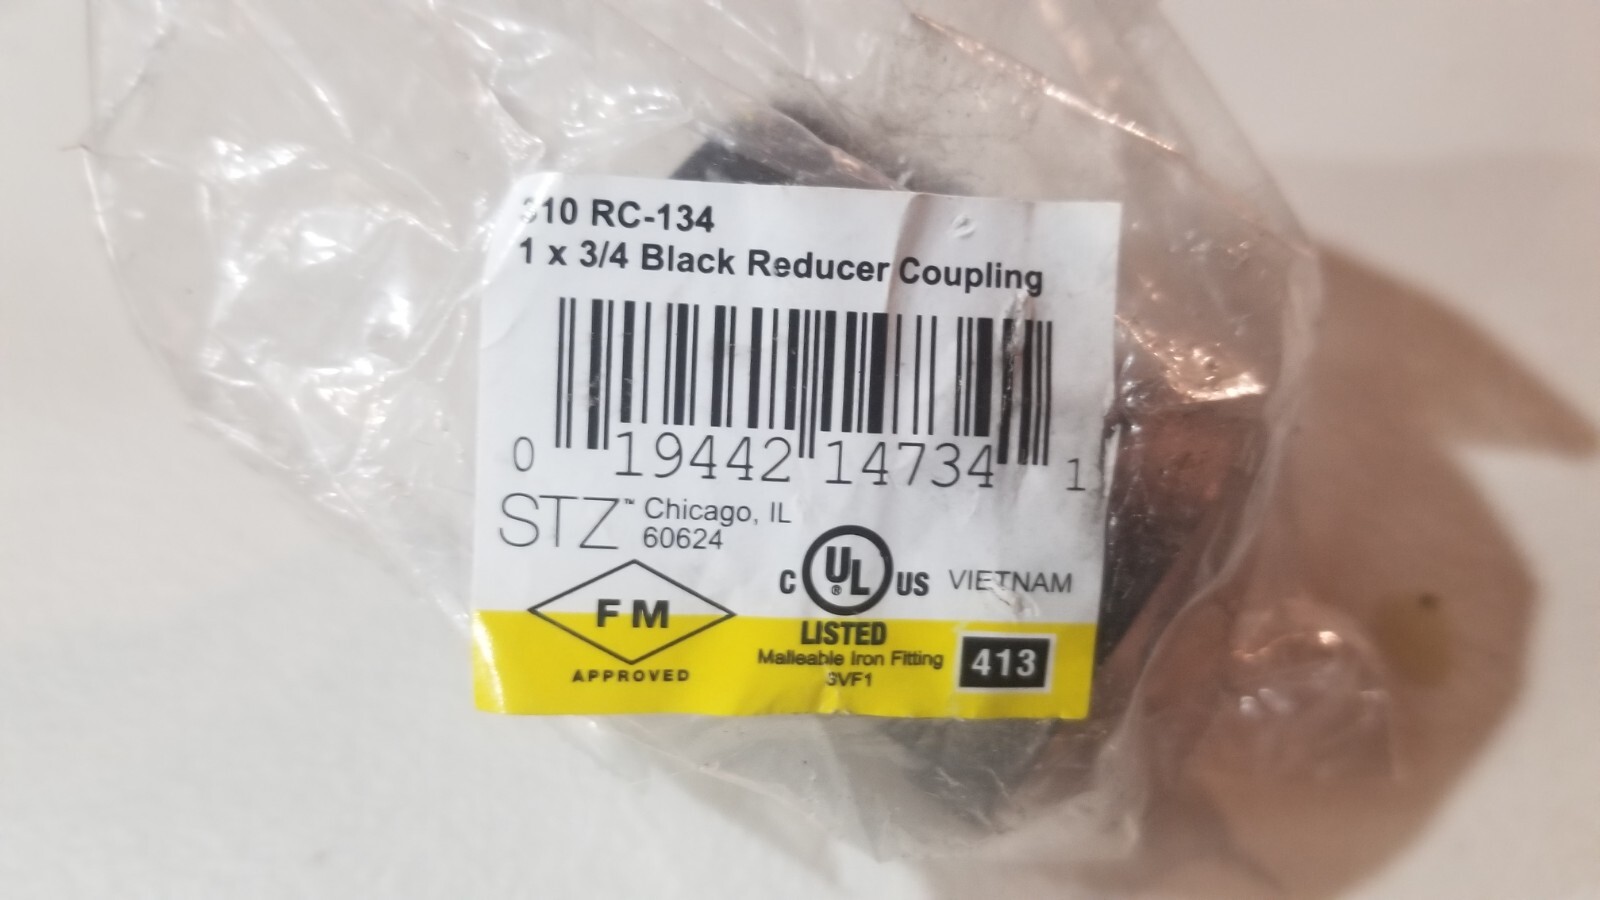 310 RC-134
1 x 3/4 Black Reducer Coupling
0 19442 14734 1
STZ™ Chicago, IL
60624
C UL® US VIETNAM
LISTED
FM
APPROVED
Malleable Iron Fitting
413